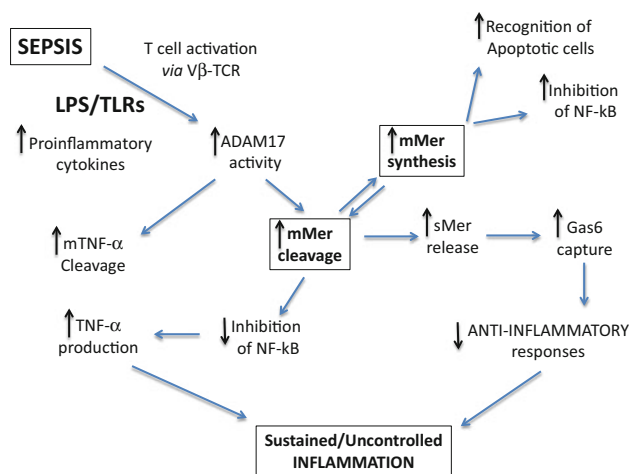 SEPSIS
T cell activation
via Vβ-TCR
LPS/TLRs
Proinflammatory
cytokines
ADAM17
activity
mMer
synthesis
Recognition of
Apoptotic cells
Inhibition
of NF-kB
mTNF-α
Cleavage
mMer
cleavage
sMer
release
Gas6
capture
TNF-α
production
Inhibition
of NF-kB
ANTI-INFLAMMATORY
responses
Sustained/Uncontrolled
INFLAMMATION